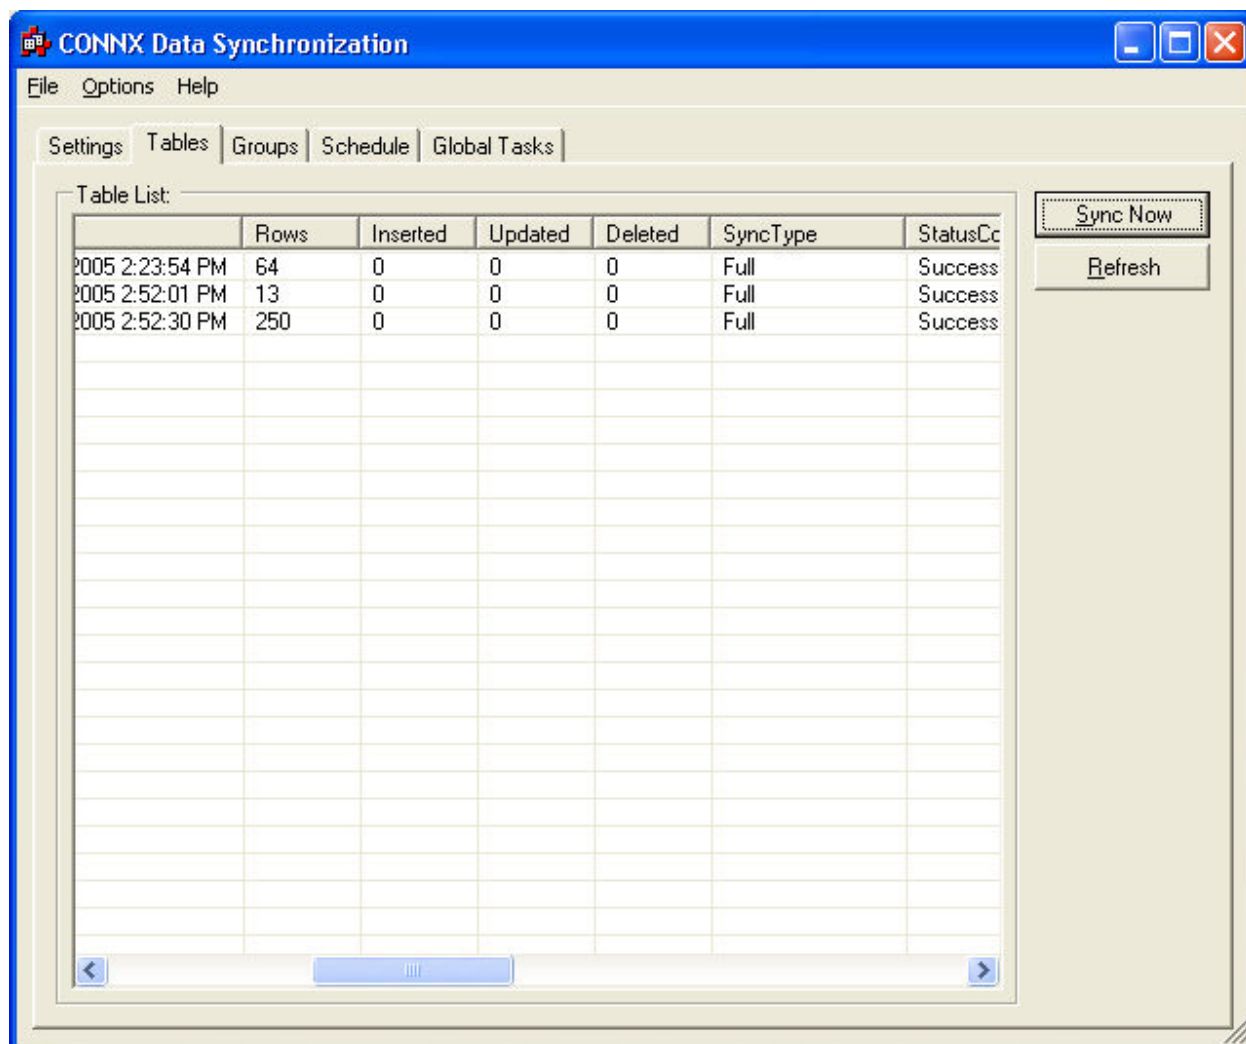 CONNX Data Synchronization
File Options Help
Settings Tables Groups Schedule Global Tasks
Table List:
Rows Inserted Updated Deleted SyncType StatusCo
2005 2:23:54 PM 64 0 0 0 Full Success
2005 2:52:01 PM 13 0 0 0 Full Success
2005 2:52:30 PM 250 0 0 0 Full Success
Sync Now
Refresh